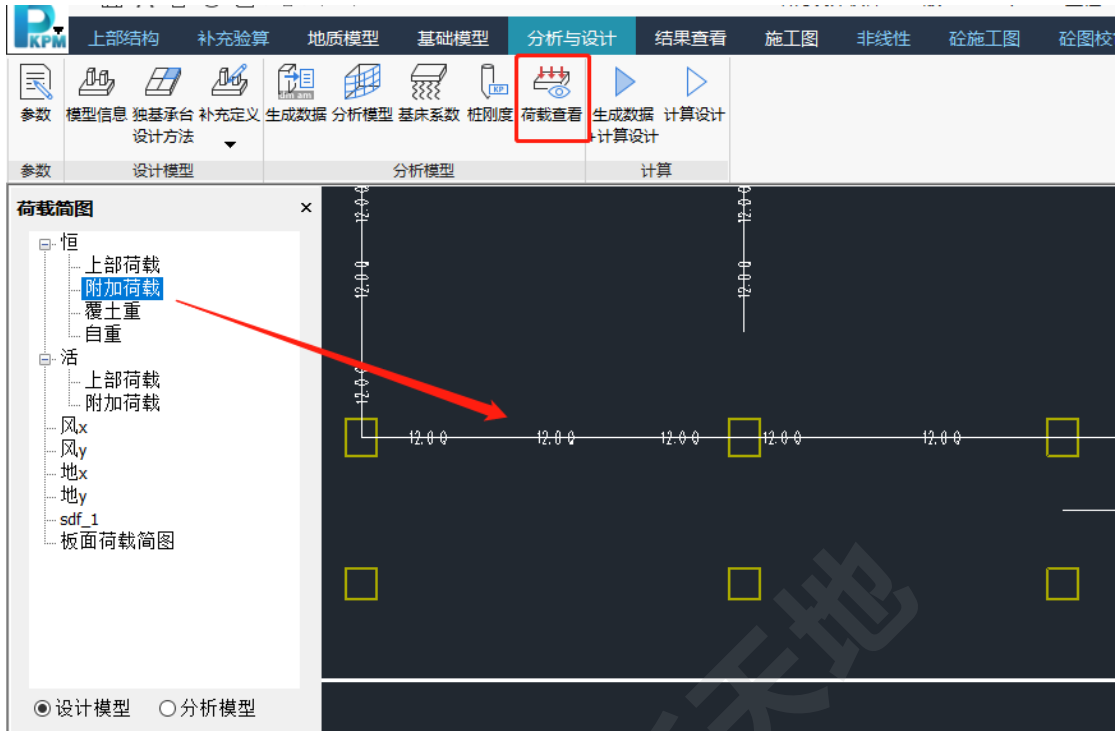 PKPM
上部结构 补充验算 地质模型 基础模型 分析与设计 结果查看 施工图 非线性 砼施工图 砼图校
参数 模型信息 独基承台 补充定义 生成数据 分析模型 基床系数 桩刚度 荷载查看 生成数据 计算设计
设计方法 +计算设计
参数 设计模型 分析模型 计算
荷载简图 ×
恒
上部荷载
附加荷载
覆土重
自重
活
上部荷载
附加荷载
风x
风y
地x
地y
sdf_1
板面荷载简图
设计模型 分析模型
12.0 0 12.0 0
12.0 0 12.0 0
12.0 0
12.0 0 12.0 0 12.0 0 12.0 0 12.0 0
天地